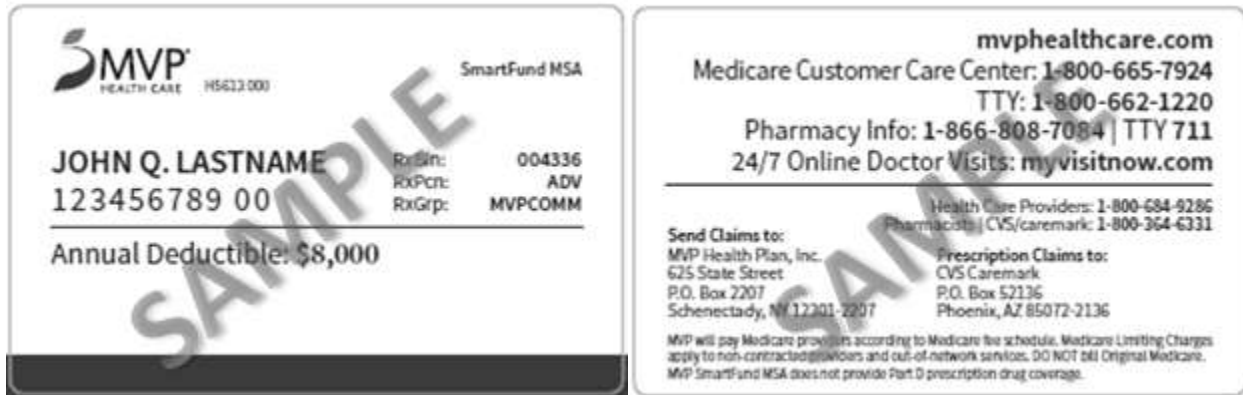 MVP
HEALTH CARE
H5613 000
SmartFund MSA
SAMPLE
JOHN Q. LASTNAME
123456789 00
RxBin: 004336
RxPcn: ADV
RxGrp: MVPCOMM
Annual Deductible: $8,000
mvphealthcare.com
Medicare Customer Care Center: 1-800-665-7924
TTY: 1-800-662-1220
Pharmacy Info: 1-866-808-7084 | TTY 711
24/7 Online Doctor Visits: myvisitnow.com
SAMPLE
Health Care Providers: 1-800-684-9286
Pharmacists | CVS/caremark: 1-800-364-6331
Send Claims to:
MVP Health Plan, Inc.
625 State Street
P.O. Box 2207
Schenectady, NY 12301-2207
Prescription Claims to:
CVS Caremark
P.O. Box 52136
Phoenix, AZ 85072-2136
MVP will pay Medicare providers according to Medicare fee schedule. Medicare Limiting Charges
apply to non-contracted providers and out-of-network services. DO NOT bill Original Medicare.
MVP SmartFund MSA does not provide Part D prescription drug coverage.